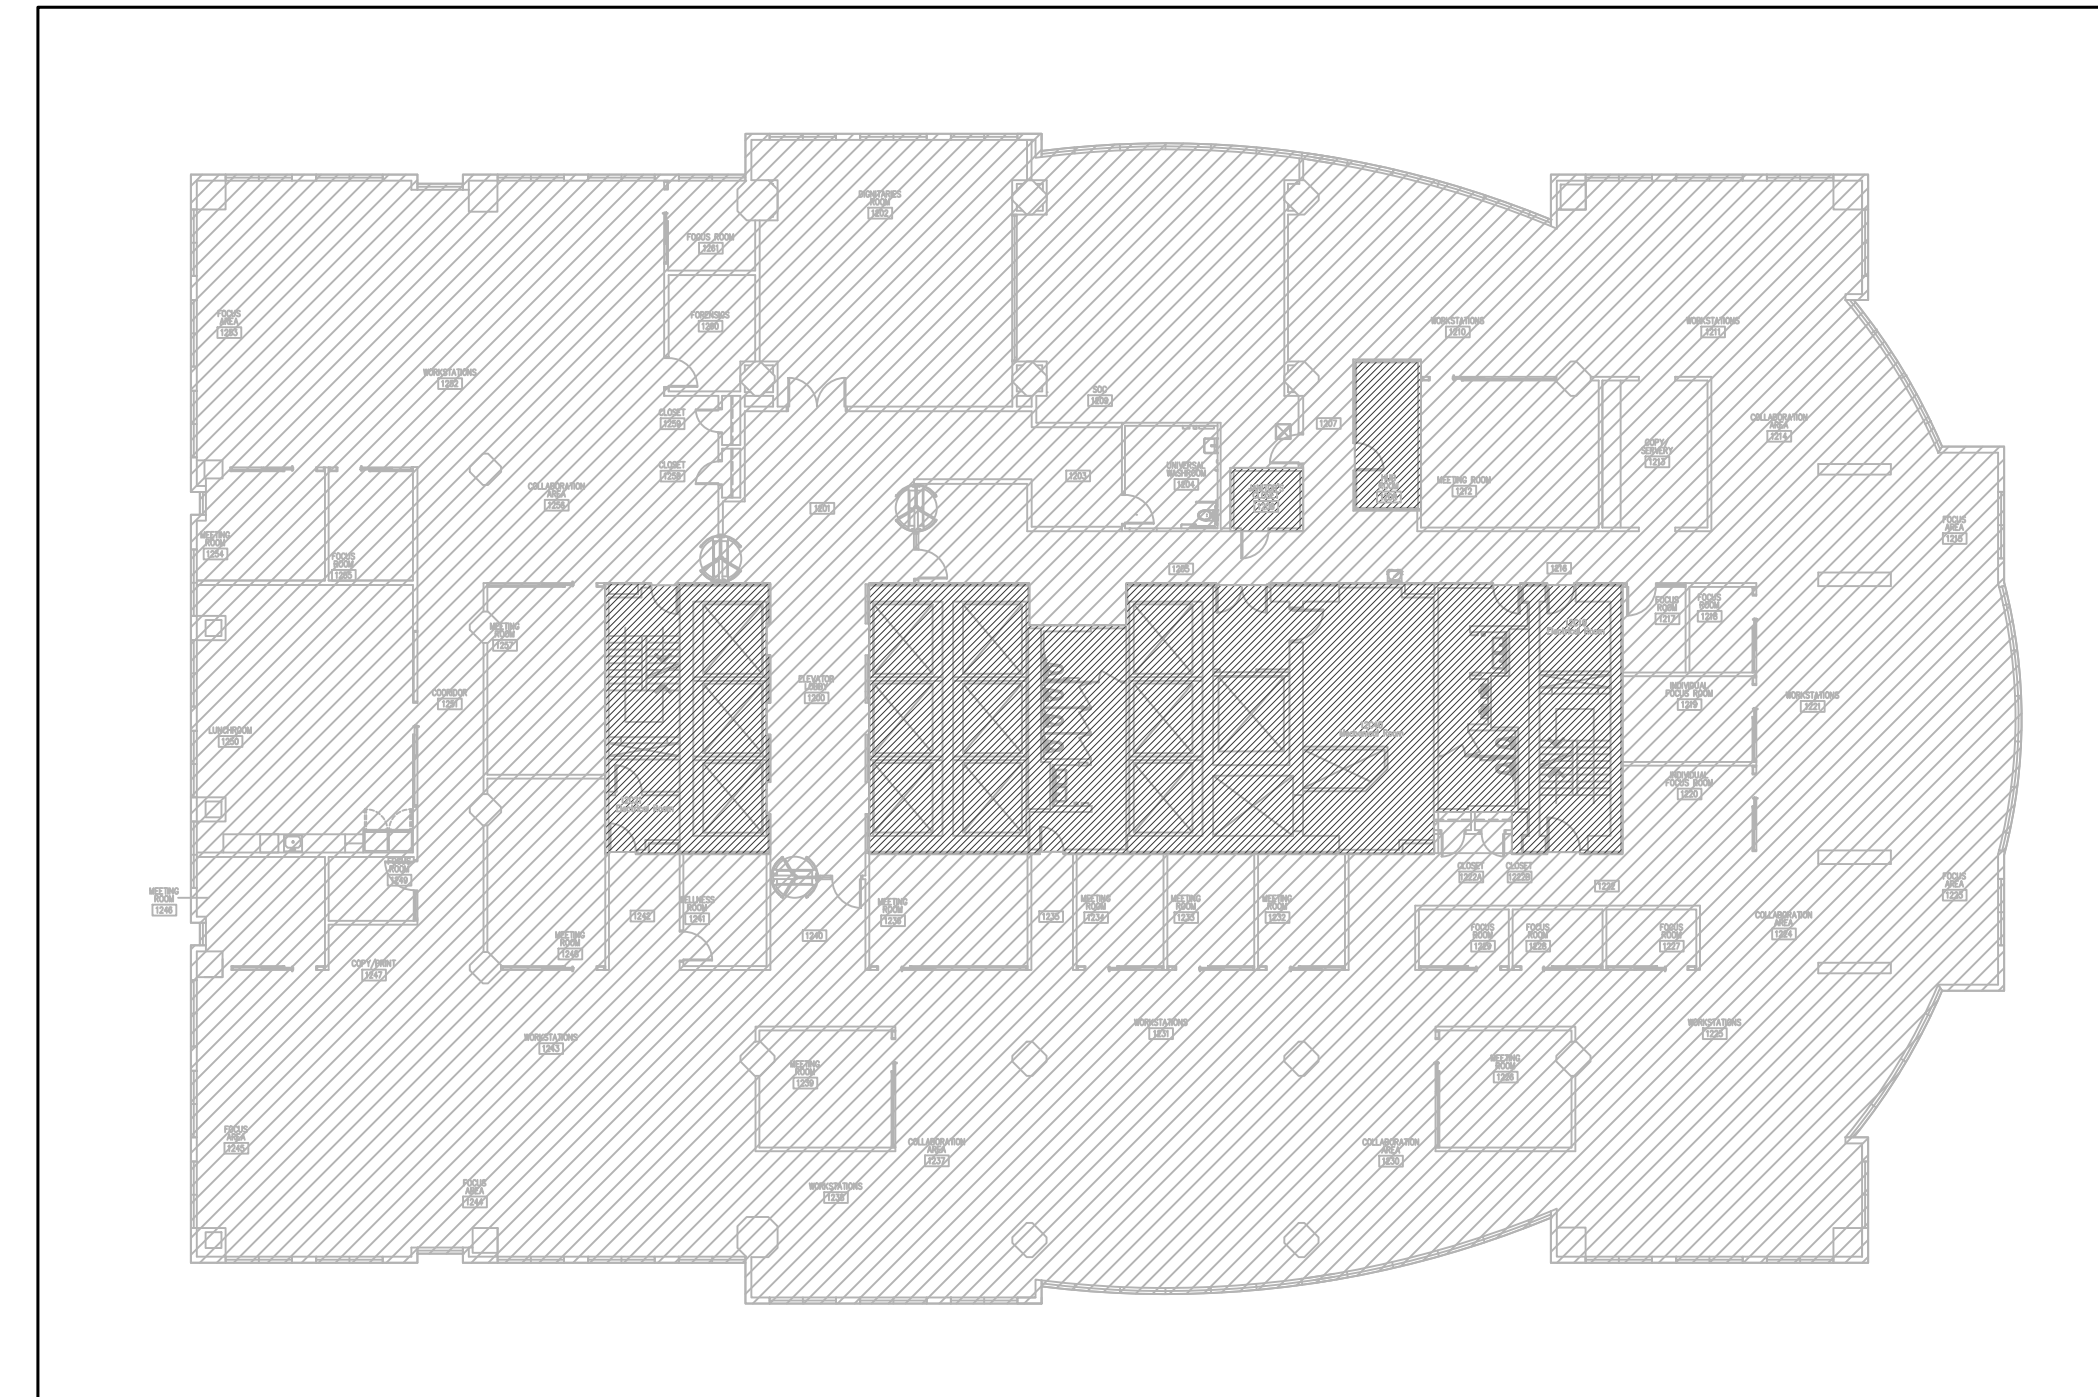 DIGNITARIES
ROOM
1202
FOCUS ROOM
1261
FORENSICS
1260
FOCUS
AREA
1263
WORKSTATIONS
1262
WORKSTATIONS
1210
WORKSTATIONS
1211
SOC
1209
CLOSET
1259
CLOSET
1258
1207
COLLABORATION
AREA
1214
COPY/
SERVERY
1213
COLLABORATION
AREA
1256
1201
1203
UNIVERSAL
WASHROOM
1204
MEETING ROOM
1212
MEETING
ROOM
1254
FOCUS
ROOM
1255
FOCUS
AREA
1215
1205
1216
MEETING
ROOM
1257
FOCUS
ROOM
1217
FOCUS
ROOM
1218
CORRIDOR
1251
ELEVATOR
LOBBY
1200
INDIVIDUAL
FOCUS ROOM
1219
WORKSTATIONS
1221
LUNCHROOM
1250
INDIVIDUAL
FOCUS ROOM
1220
FOCUS
ROOM
1249
CLOSET
1222A
CLOSET
1222B
1222
FOCUS
AREA
1223
MEETING
ROOM
1246
1242
WELLNESS
ROOM
1241
MEETING
ROOM
1236
1235
MEETING
ROOM
1234
MEETING
ROOM
1233
MEETING
ROOM
1232
COLLABORATION
AREA
1224
1240
MEETING
ROOM
1248
FOCUS
ROOM
1229
FOCUS
ROOM
1228
FOCUS
ROOM
1227
COPY/PRINT
1247
WORKSTATIONS
1243
WORKSTATIONS
1231
WORKSTATIONS
1225
MEETING
ROOM
1239
MEETING
ROOM
1226
FOCUS
AREA
1245
COLLABORATION
AREA
1237
COLLABORATION
AREA
1230
FOCUS
AREA
1244
WORKSTATIONS
1238